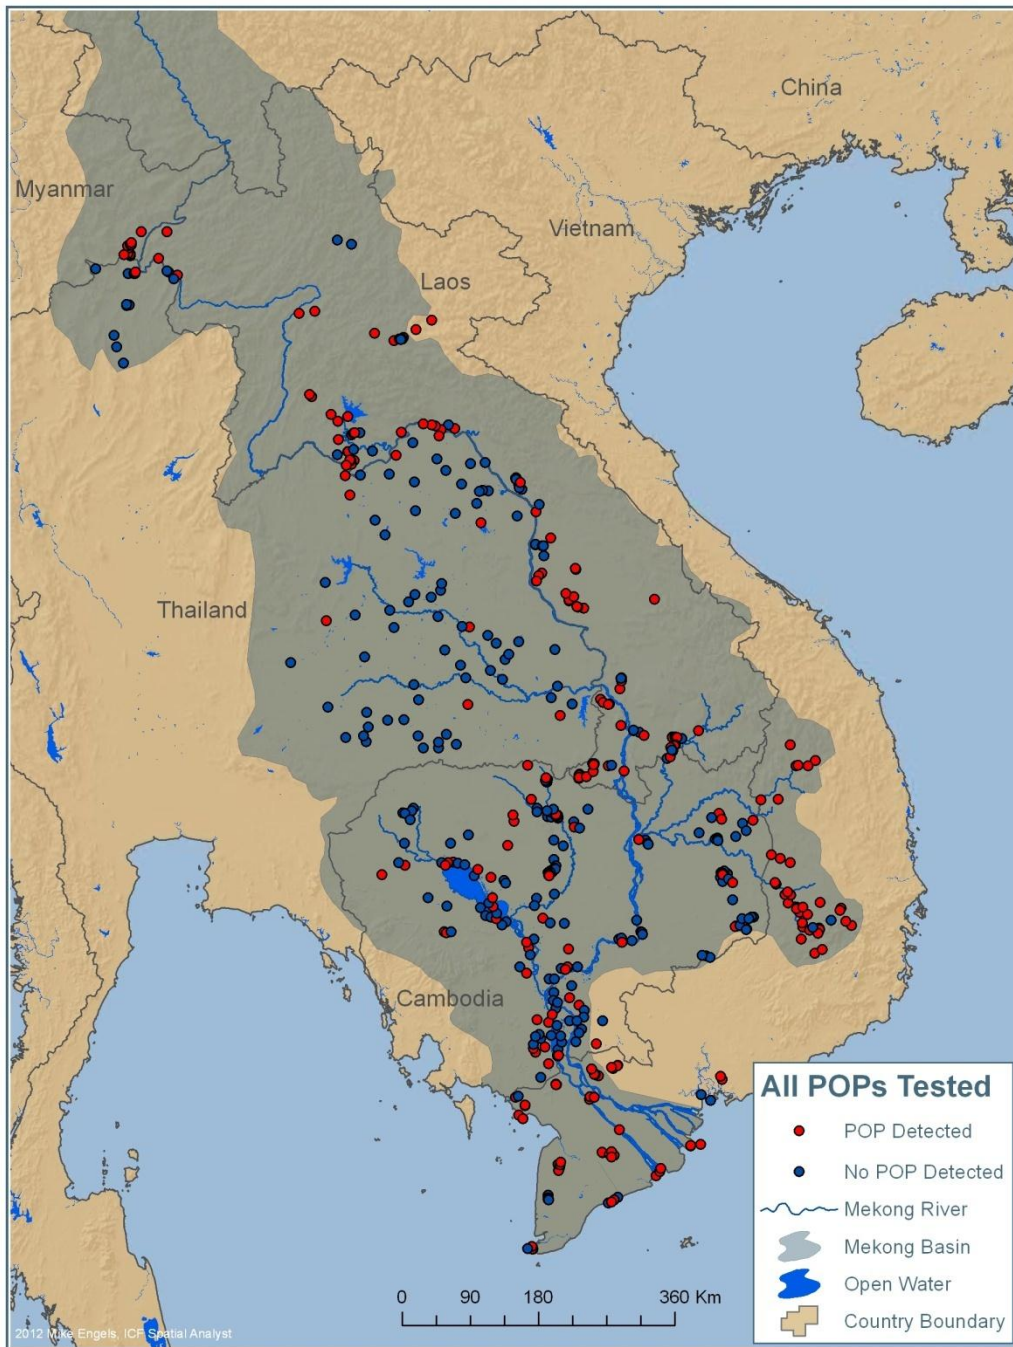 China
Myanmar
Vietnam
Laos
Thailand
Cambodia
All POPs Tested
POP Detected
No POP Detected
Mekong River
Mekong Basin
Open Water
Country Boundary
0 90 180 360 Km
2012 Mike Engels, ICF Spatial Analyst